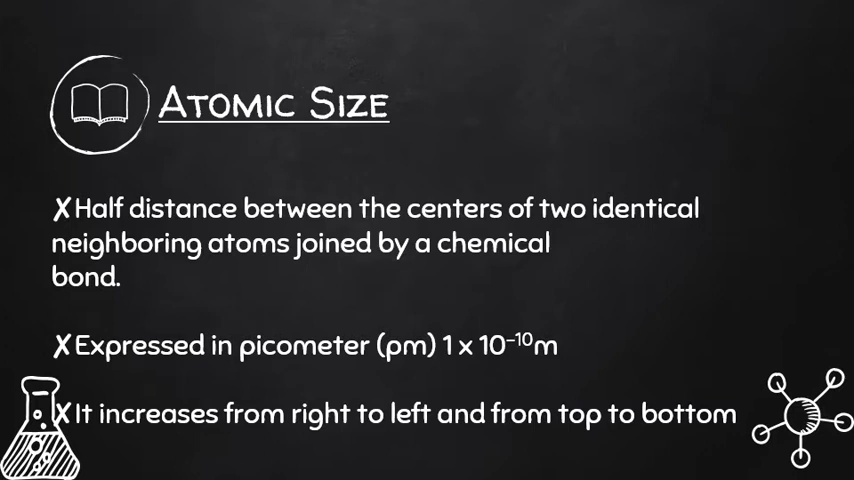 Atomic Size
✗Half distance between the centers of two identical
neighboring atoms joined by a chemical
bond.
✗Expressed in picometer (pm) 1 x 10⁻¹⁰m
✗It increases from right to left and from top to bottom